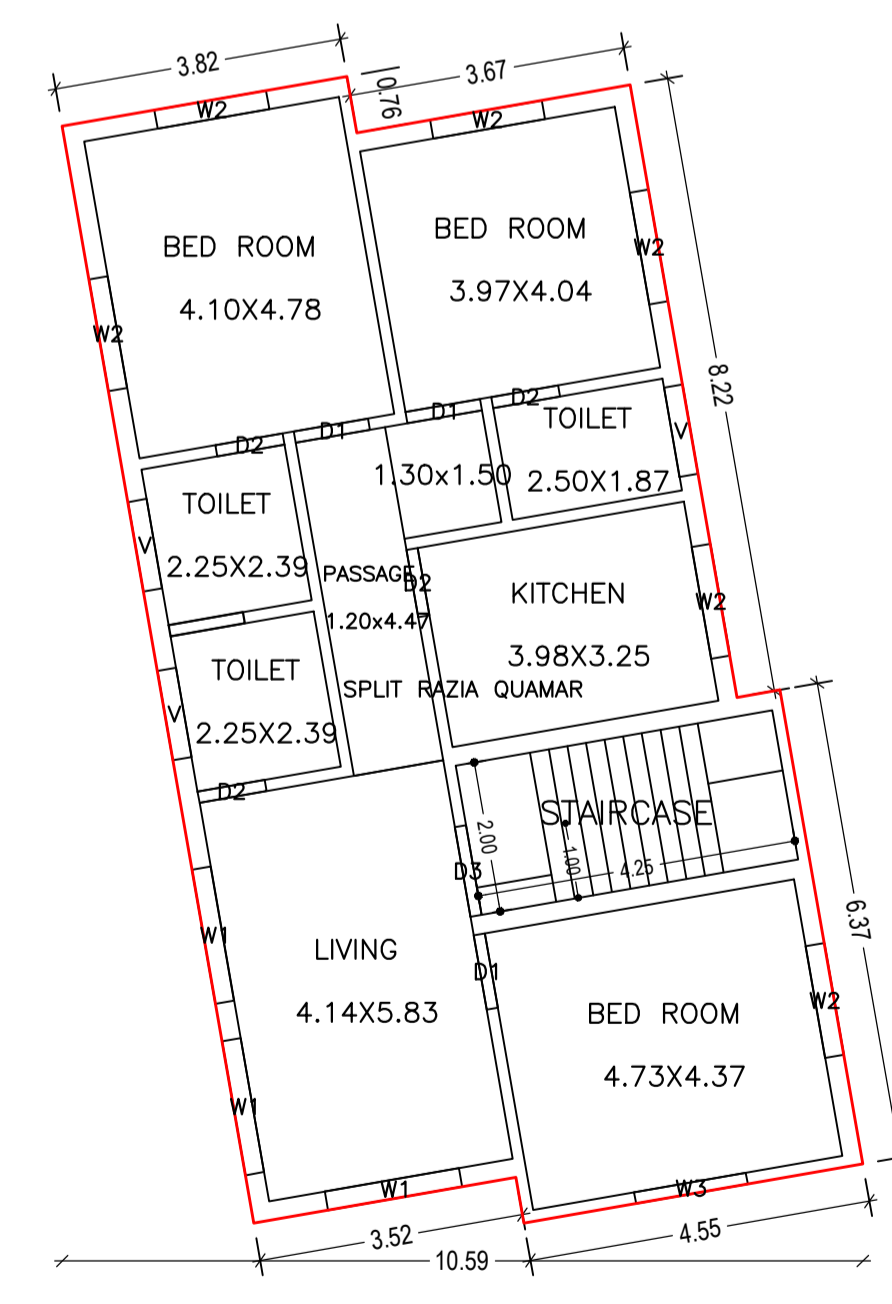 3.82
3.67
0.76
W2
W2
BED ROOM
4.10X4.78
BED ROOM
3.97X4.04
W2
W2
8.22
D2
D1
D1
D2
TOILET
2.50X1.87
V
1.30x1.50
TOILET
2.25X2.39
V
PASSAGE
1.20x4.47
D2
KITCHEN
3.98X3.25
W2
SPLIT RAZIA QUAMAR
TOILET
2.25X2.39
V
D2
STAIRCASE
2.00
1.00
4.25
D3
6.37
W1
LIVING
4.14X5.83
D1
BED ROOM
4.73X4.37
W2
W1
W1
W3
3.52
4.55
10.59